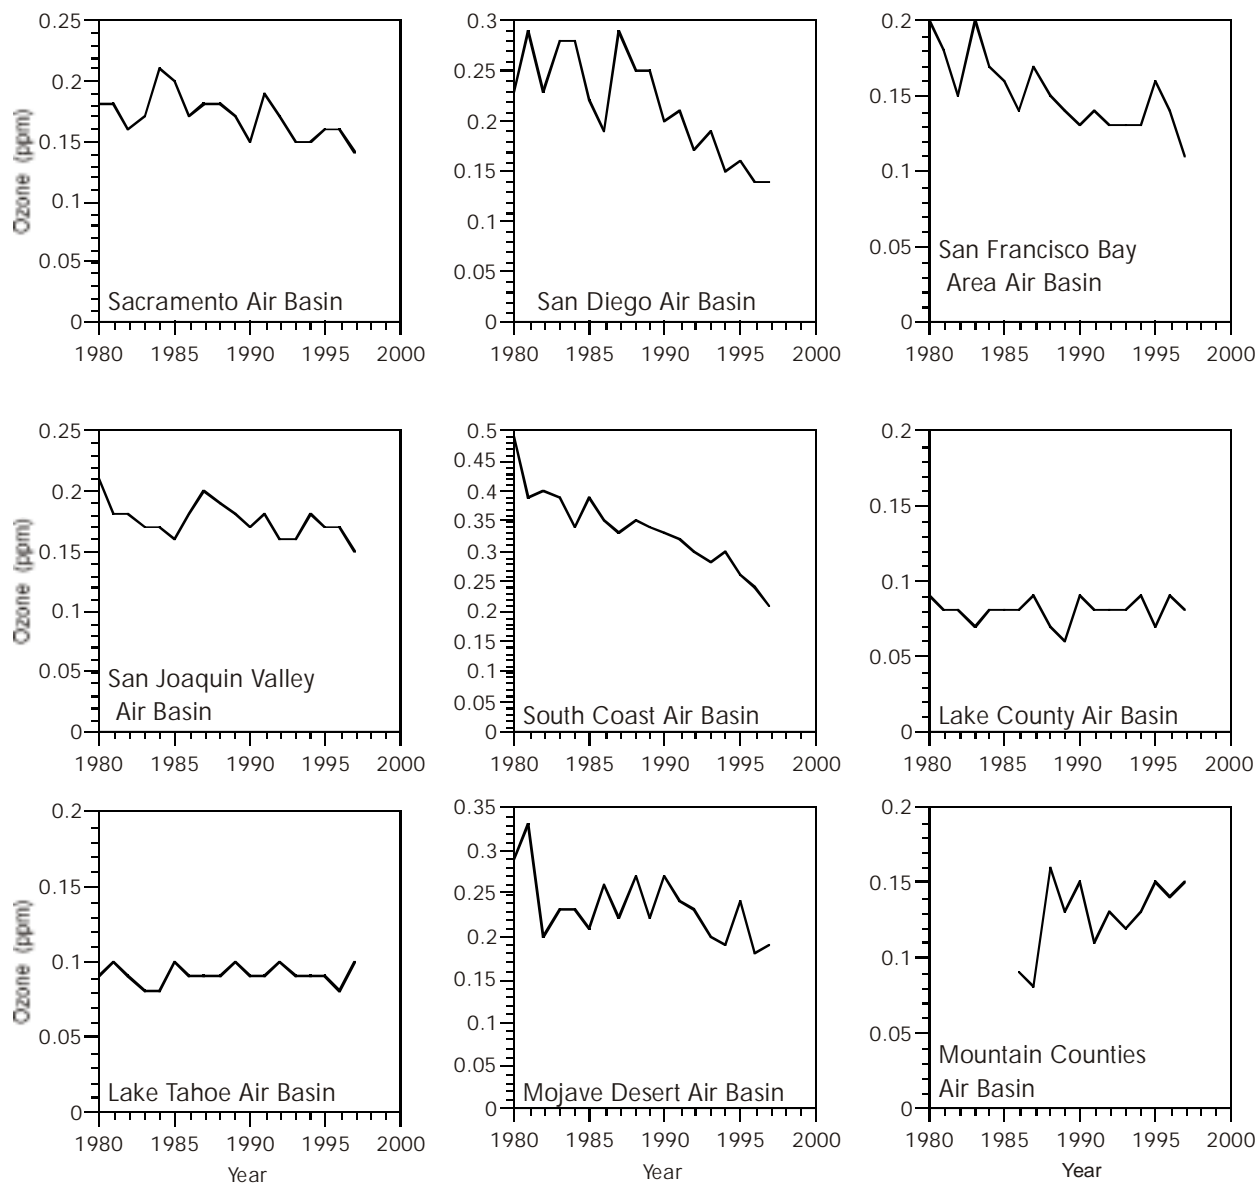 0.25
0.2
0.15
0.1
0.05
0
Ozone (ppm)
Sacramento Air Basin
1980 1985 1990 1995 2000
0.3
0.25
0.2
0.15
0.1
0.05
0
San Diego Air Basin
1980 1985 1990 1995 2000
0.2
0.15
0.1
0.05
0
San Francisco Bay
Area Air Basin
1980 1985 1990 1995 2000
0.25
0.2
0.15
0.1
0.05
0
Ozone (ppm)
San Joaquin Valley
Air Basin
1980 1985 1990 1995 2000
0.5
0.45
0.4
0.35
0.3
0.25
0.2
0.15
0.1
0.05
0
South Coast Air Basin
1980 1985 1990 1995 2000
0.2
0.15
0.1
0.05
0
Lake County Air Basin
1980 1985 1990 1995 2000
0.2
0.15
0.1
0.05
0
Ozone (ppm)
Lake Tahoe Air Basin
1980 1985 1990 1995 2000
Year
0.35
0.3
0.25
0.2
0.15
0.1
0.05
0
Mojave Desert Air Basin
1980 1985 1990 1995 2000
Year
0.2
0.15
0.1
0.05
0
Mountain Counties
Air Basin
1980 1985 1990 1995 2000
Year